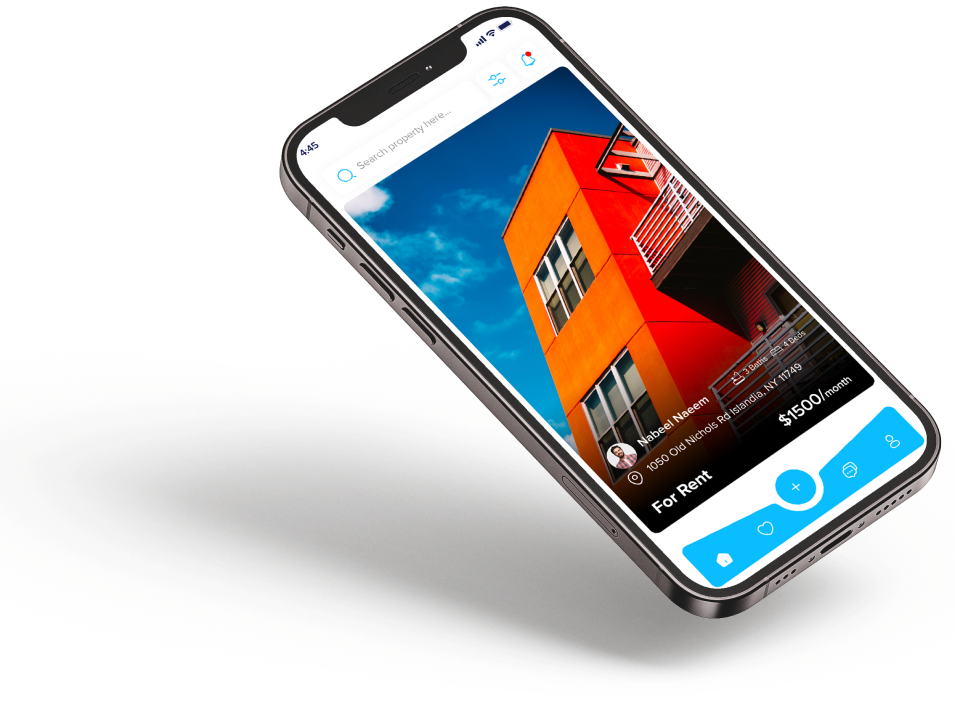 4:45
Search property here...
Nabeel Naeem
3 Baths 4 Beds
1050 Old Nichols Rd Islandia, NY 11749
For Rent
$1500/month